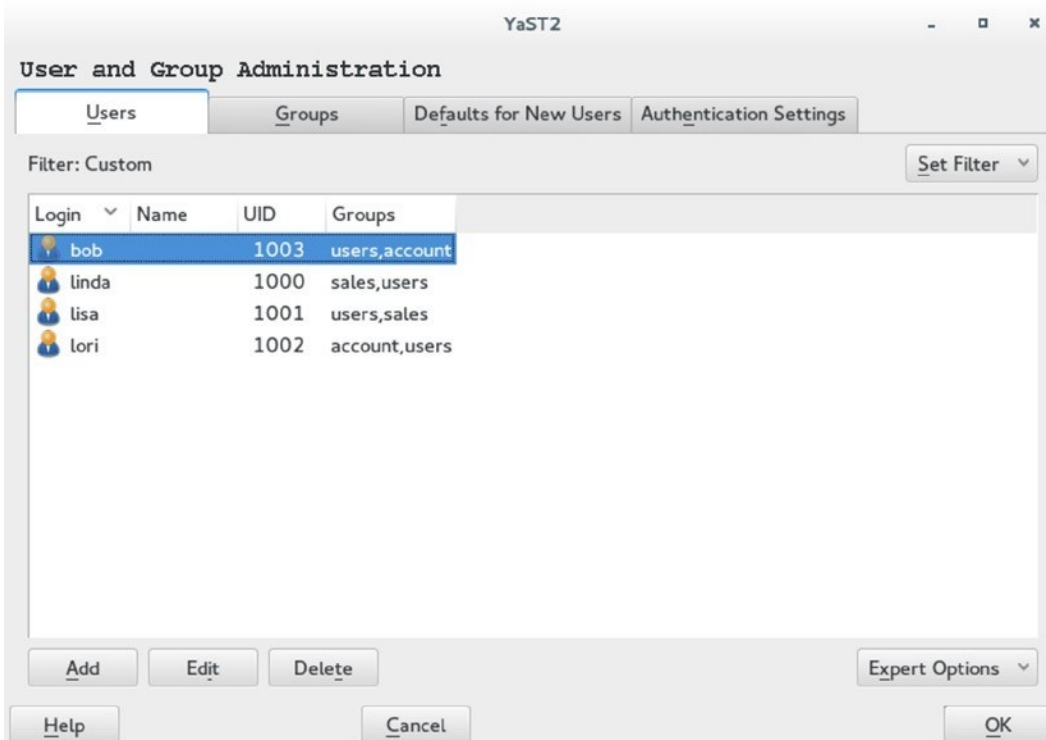 YaST2
User and Group Administration
Users Groups Defaults for New Users Authentication Settings
Filter: Custom Set Filter
Login Name UID Groups
bob 1003 users,account
linda 1000 sales,users
lisa 1001 users,sales
lori 1002 account,users
Add Edit Delete Expert Options
Help Cancel OK